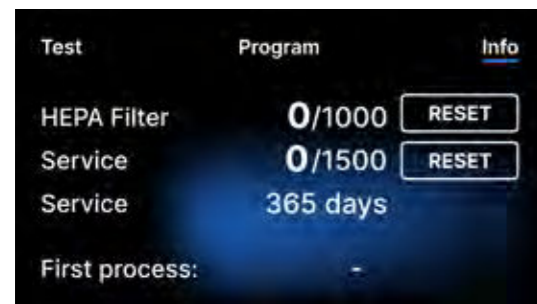 Test Program Info
HEPA Filter 0/1000 RESET
Service 0/1500 RESET
Service 365 days
First process: -